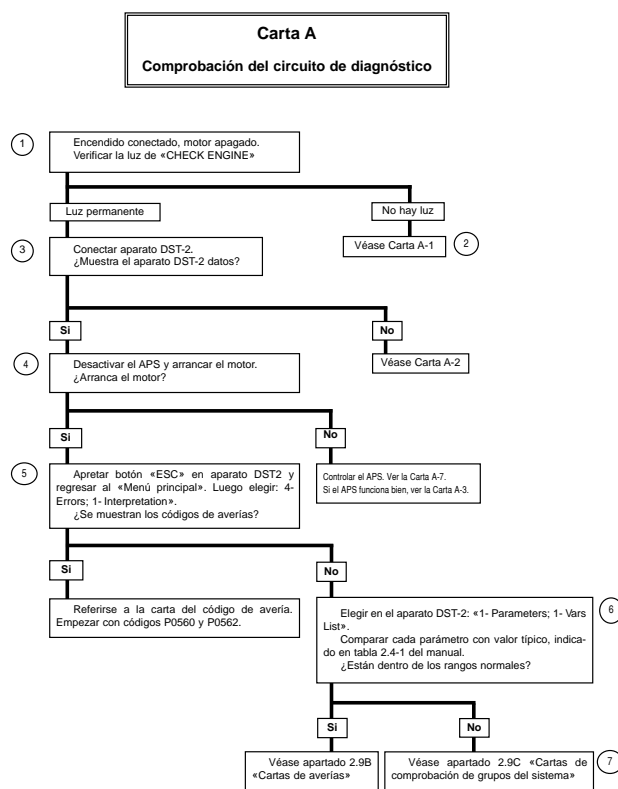 Carta A
Comprobación del circuito de diagnóstico
1
Encendido conectado, motor apagado.
Verificar la luz de «CHECK ENGINE»
Luz permanente
No hay luz
3
Conectar aparato DST-2.
¿Muestra el aparato DST-2 datos?
Véase Carta A-1
2
Si
No
4
Desactivar el APS y arrancar el motor.
¿Arranca el motor?
Véase Carta A-2
Si
No
5
Apretar botón «ESC» en aparato DST2 y
regresar al «Menú principal». Luego elegir: 4-
Errors; 1- Interpretation».
¿Se muestran los códigos de averías?
Controlar el APS. Ver la Carta A-7.
Si el APS funciona bien, ver la Carta A-3.
Si
No
Referirse a la carta del código de avería.
Empezar con códigos P0560 y P0562.
Elegir en el aparato DST-2: «1- Parameters; 1- Vars
List».
Comparar cada parámetro con valor típico, indica-
do en tabla 2.4-1 del manual.
¿Están dentro de los rangos normales?
6
Si
No
Véase apartado 2.9B
«Cartas de averías»
Véase apartado 2.9C «Cartas de
comprobación de grupos del sistema»
7